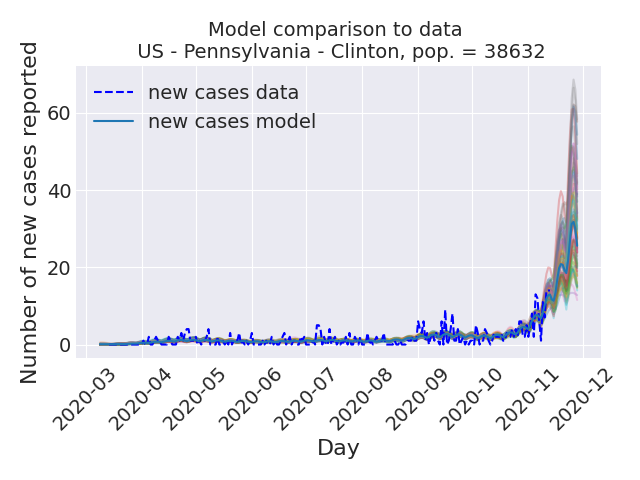 Model comparison to data
US - Pennsylvania - Clinton, pop. = 38632
Number of new cases reported
60
40
20
0
new cases data
new cases model
2020-03
2020-04
2020-05
2020-06
2020-07
2020-08
2020-09
2020-10
2020-11
2020-12
Day